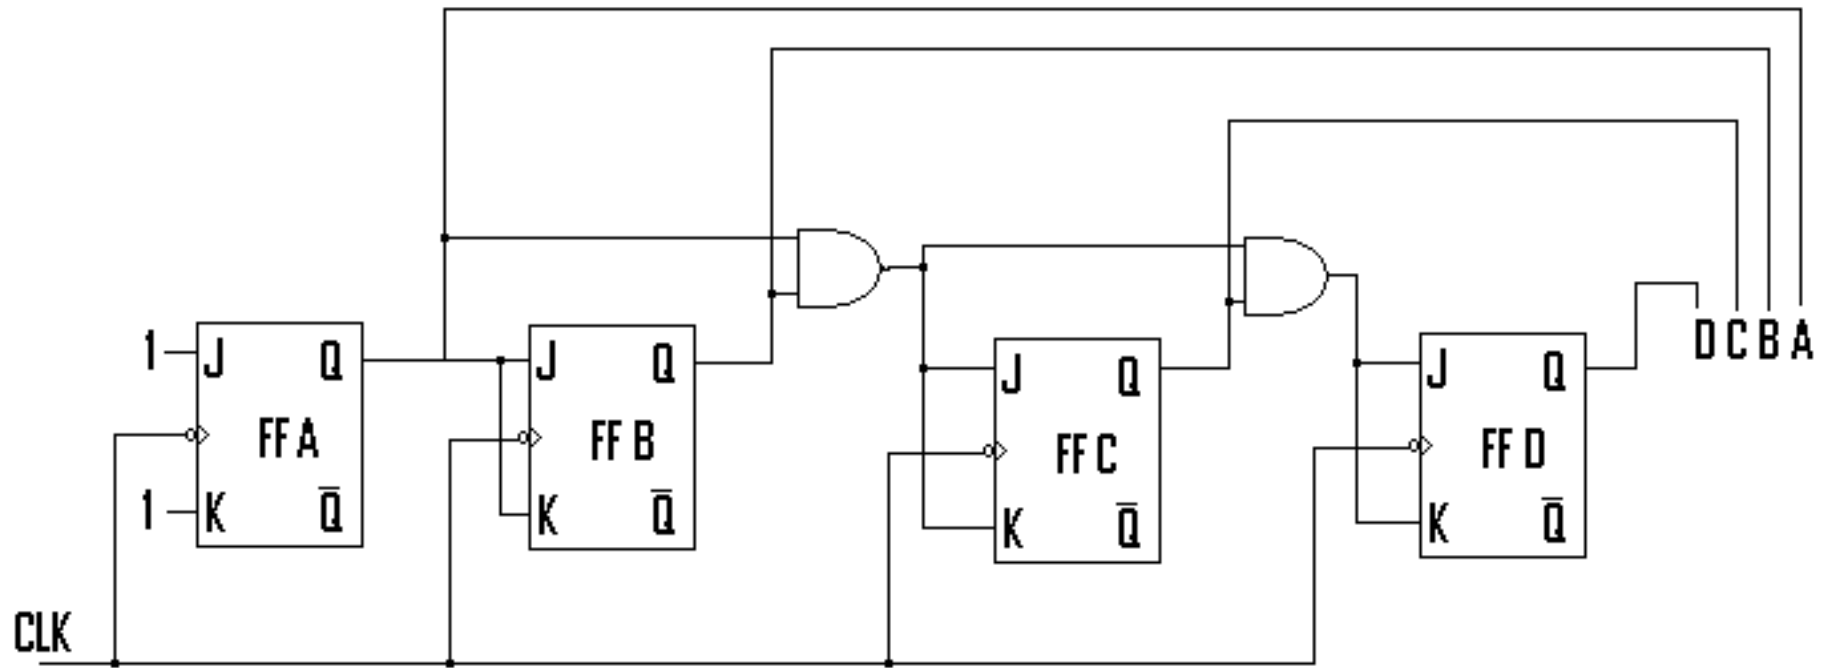 1 J Q J Q J Q J Q D C B A
FF A FF B FF C FF D
1 K Q̅ K Q̅ K Q̅ K Q̅
CLK